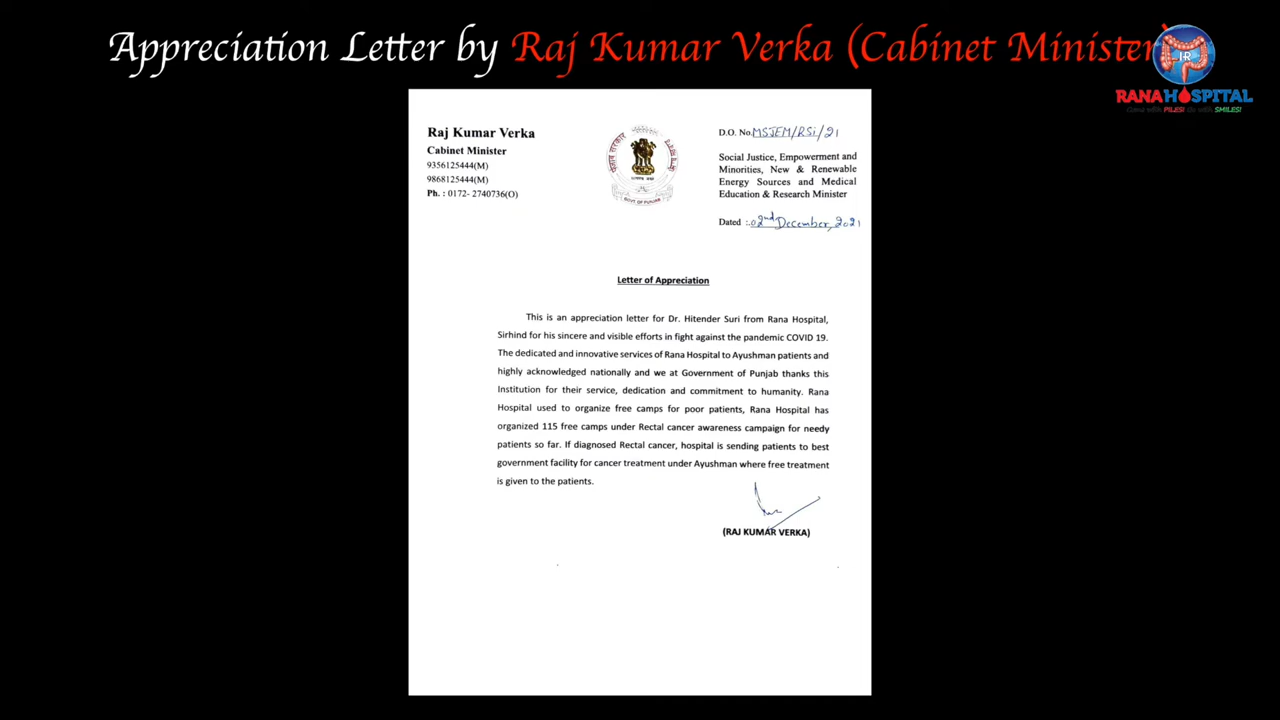 Appreciation Letter by Raj Kumar Verka (Cabinet Minister
RANA HOSPITAL
Raj Kumar Verka
Cabinet Minister
9356125444(M)
9868125444(M)
Ph. : 0172- 2740736(O)
पंजाब सरकार
GOVT. OF PUNJAB
D.O. No. MSJEM/RSi/21
Social Justice, Empowerment and
Minorities, New & Renewable
Energy Sources and Medical
Education & Research Minister
Dated :. 02nd December, 2021
Letter of Appreciation
This is an appreciation letter for Dr. Hitender Suri from Rana Hospital,
Sirhind for his sincere and visible efforts in fight against the pandemic COVID 19.
The dedicated and innovative services of Rana Hospital to Ayushman patients and
highly acknowledged nationally and we at Government of Punjab thanks this
Institution for their service, dedication and commitment to humanity. Rana
Hospital used to organize free camps for poor patients, Rana Hospital has
organized 115 free camps under Rectal cancer awareness campaign for needy
patients so far. If diagnosed Rectal cancer, hospital is sending patients to best
government facility for cancer treatment under Ayushman where free treatment
is given to the patients.
(RAJ KUMAR VERKA)